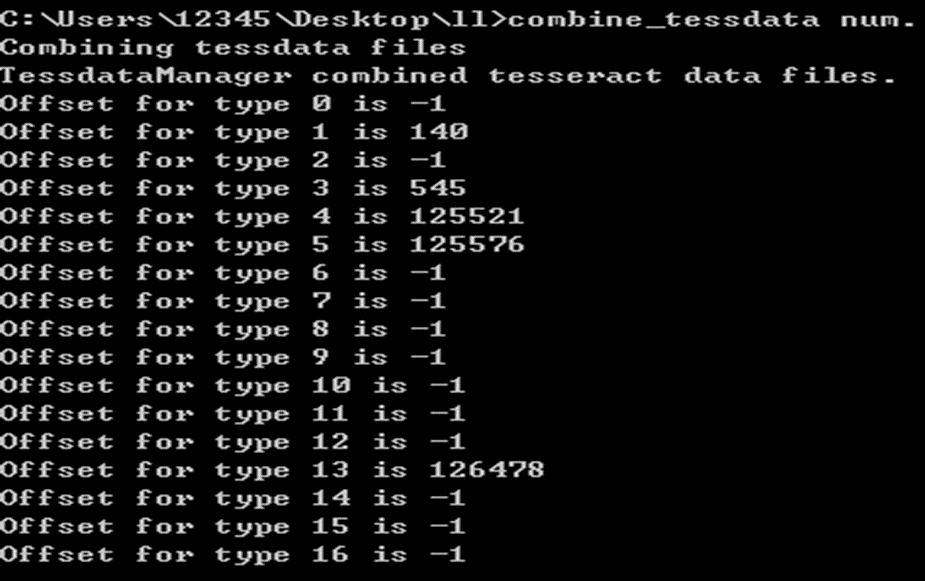 C:\Users\12345\Desktop\ll>combine_tessdata num.
Combining tessdata files
TessdataManager combined tesseract data files.
Offset for type 0 is -1
Offset for type 1 is 140
Offset for type 2 is -1
Offset for type 3 is 545
Offset for type 4 is 125521
Offset for type 5 is 125576
Offset for type 6 is -1
Offset for type 7 is -1
Offset for type 8 is -1
Offset for type 9 is -1
Offset for type 10 is -1
Offset for type 11 is -1
Offset for type 12 is -1
Offset for type 13 is 126478
Offset for type 14 is -1
Offset for type 15 is -1
Offset for type 16 is -1